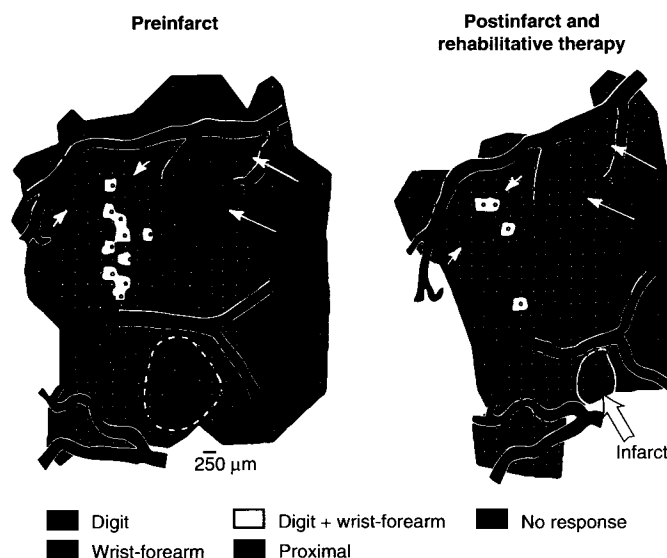 Preinfarct
Postinfarct and
rehabilitative therapy
250 µm
Infarct
Digit
Digit + wrist-forearm
No response
Wrist-forearm
Proximal